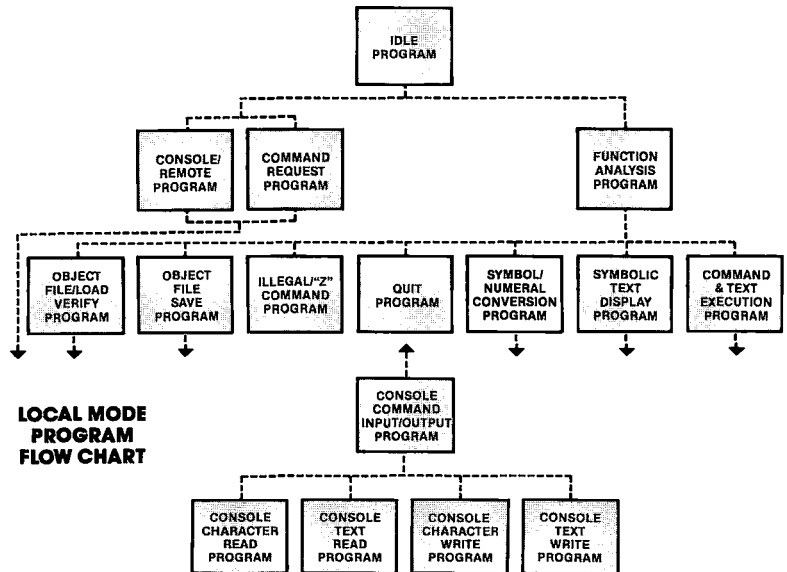 IDLE
PROGRAM
CONSOLE/
REMOTE
PROGRAM
COMMAND
REQUEST
PROGRAM
FUNCTION
ANALYSIS
PROGRAM
OBJECT
FILE/LOAD
VERIFY
PROGRAM
OBJECT
FILE
SAVE
PROGRAM
ILLEGAL/"Z"
COMMAND
PROGRAM
QUIT
PROGRAM
SYMBOL/
NUMERAL
CONVERSION
PROGRAM
SYMBOLIC
TEXT
DISPLAY
PROGRAM
COMMAND
& TEXT
EXECUTION
PROGRAM
LOCAL MODE
PROGRAM
FLOW CHART
CONSOLE
COMMAND
INPUT/OUTPUT
PROGRAM
CONSOLE
CHARACTER
READ
PROGRAM
CONSOLE
TEXT
READ
PROGRAM
CONSOLE
CHARACTER
WRITE
PROGRAM
CONSOLE
TEXT
WRITE
PROGRAM